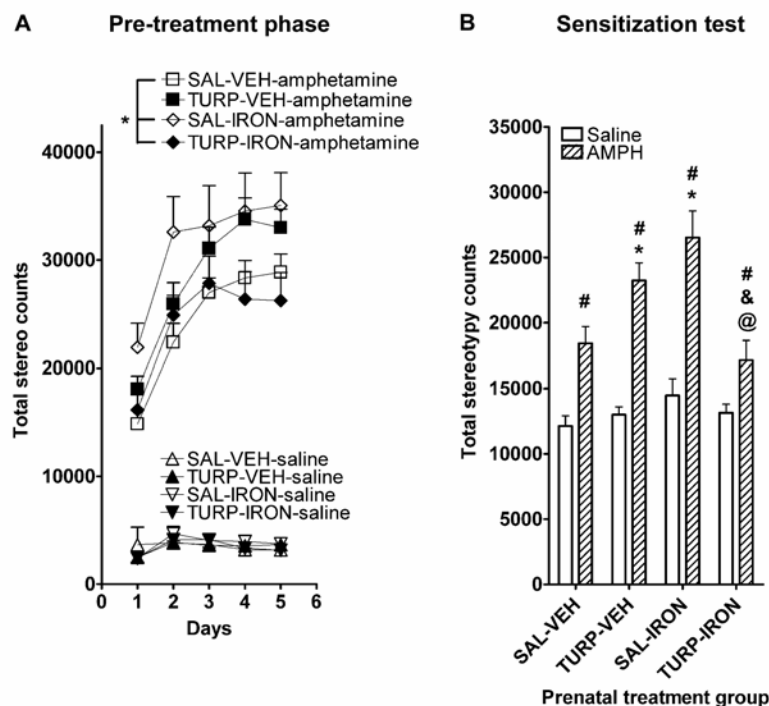 A Pre-treatment phase
SAL-VEH-amphetamine
TURP-VEH-amphetamine
SAL-IRON-amphetamine
TURP-IRON-amphetamine
*
Total stereo counts
40000
30000
20000
10000
0
SAL-VEH-saline
TURP-VEH-saline
SAL-IRON-saline
TURP-IRON-saline
0 1 2 3 4 5 6
Days
B Sensitization test
Saline
AMPH
Total stereotypy counts
35000
30000
25000
20000
15000
10000
5000
0
#
#
*
#
*
#
&
@
SAL-VEH
TURP-VEH
SAL-IRON
TURP-IRON
Prenatal treatment group